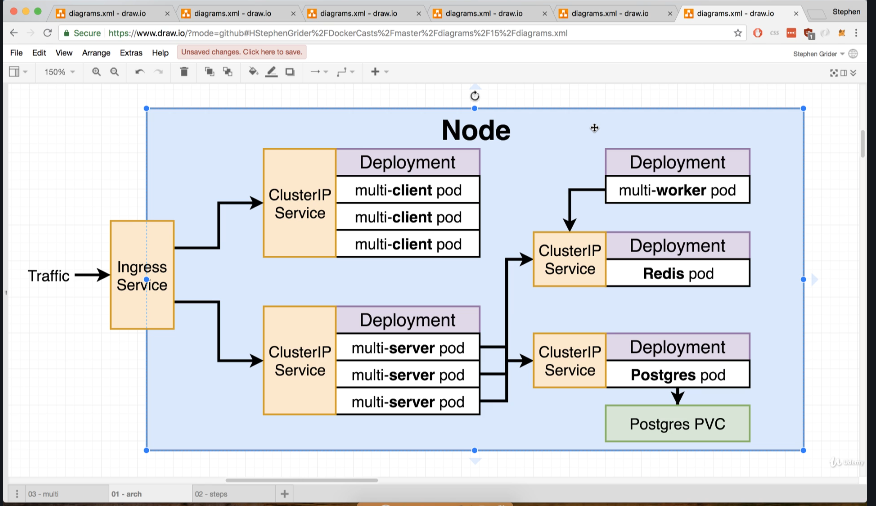 diagrams.xml - draw.io
diagrams.xml - draw.io
diagrams.xml - draw.io
diagrams.xml - draw.io
diagrams.xml - draw.io
diagrams.xml - draw.io
Stephen
Secure
https://www.draw.io/?mode=github#HStephenGrider%2FDockerCasts%2Fmaster%2Fdiagrams%2F15%2Fdiagrams.xml
File Edit View Arrange Extras Help
Unsaved changes. Click here to save.
Stephen Grider
150%
Node
Traffic
Ingress
Service
ClusterIP
Service
Deployment
multi-client pod
multi-client pod
multi-client pod
ClusterIP
Service
Deployment
multi-server pod
multi-server pod
multi-server pod
Deployment
multi-worker pod
ClusterIP
Service
Deployment
Redis pod
ClusterIP
Service
Deployment
Postgres pod
Postgres PVC
Udemy
03 - multi
01 - arch
02 - steps